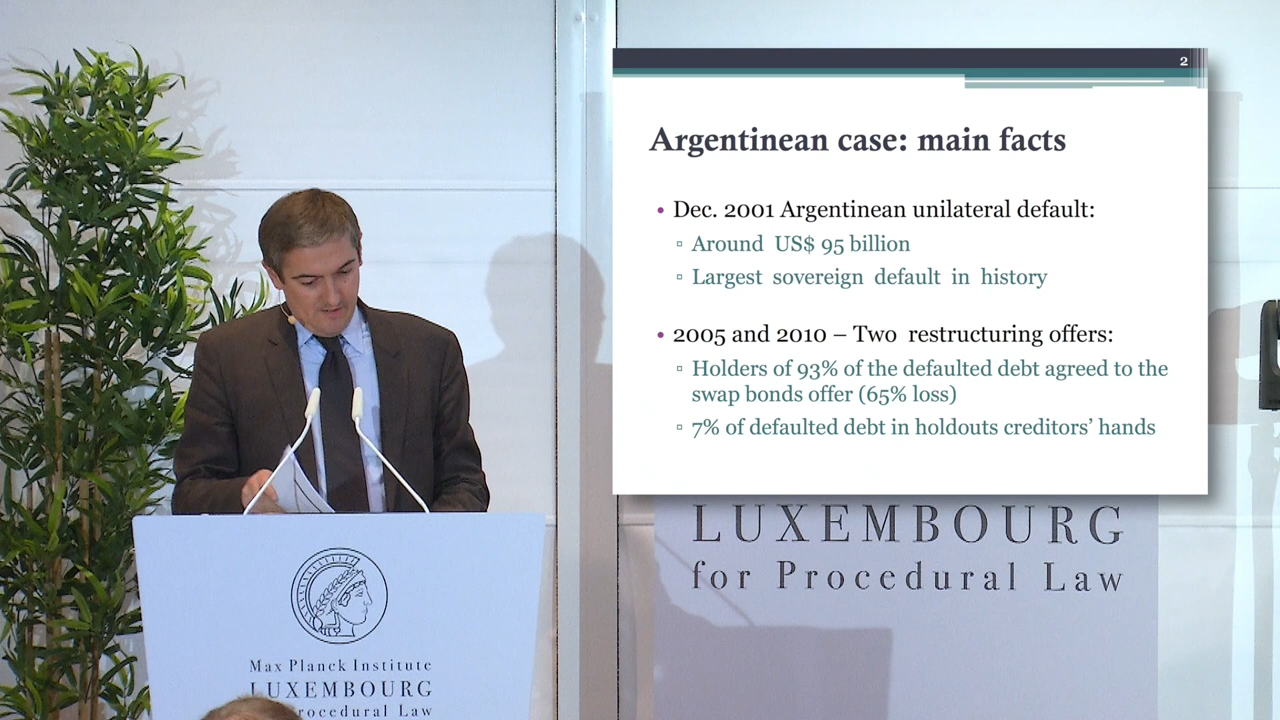 2
Argentinean case: main facts
• Dec. 2001 Argentinean unilateral default:
▫ Around US$ 95 billion
▫ Largest sovereign default in history
• 2005 and 2010 – Two restructuring offers:
▫ Holders of 93% of the defaulted debt agreed to the
swap bonds offer (65% loss)
▫ 7% of defaulted debt in holdouts creditors' hands
LUXEMBOURG
for Procedural Law
Max Planck Institute
LUXEMBOURG
rocedural Law